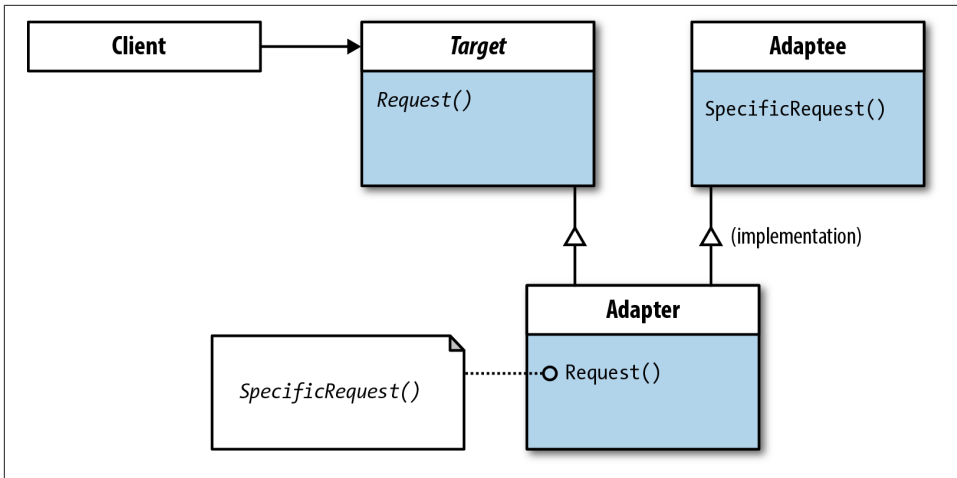 Client
Target
Adaptee
Request()
SpecificRequest()
(implementation)
Adapter
SpecificRequest()
Request()